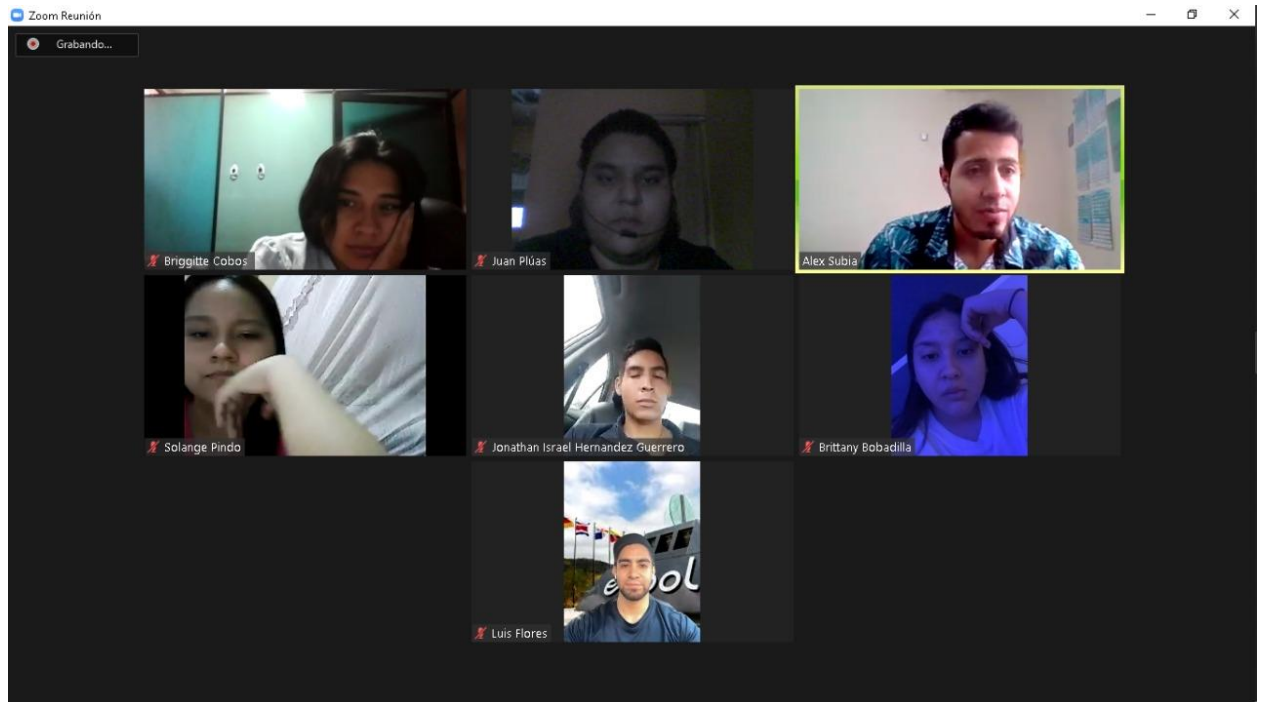 Zoom Reunión
Grabando...
Briggitte Cobos
Juan Plúas
Alex Subia
Solange Pindo
Jonathan Israel Hernandez Guerrero
Brittany Bobadilla
Luis Flores